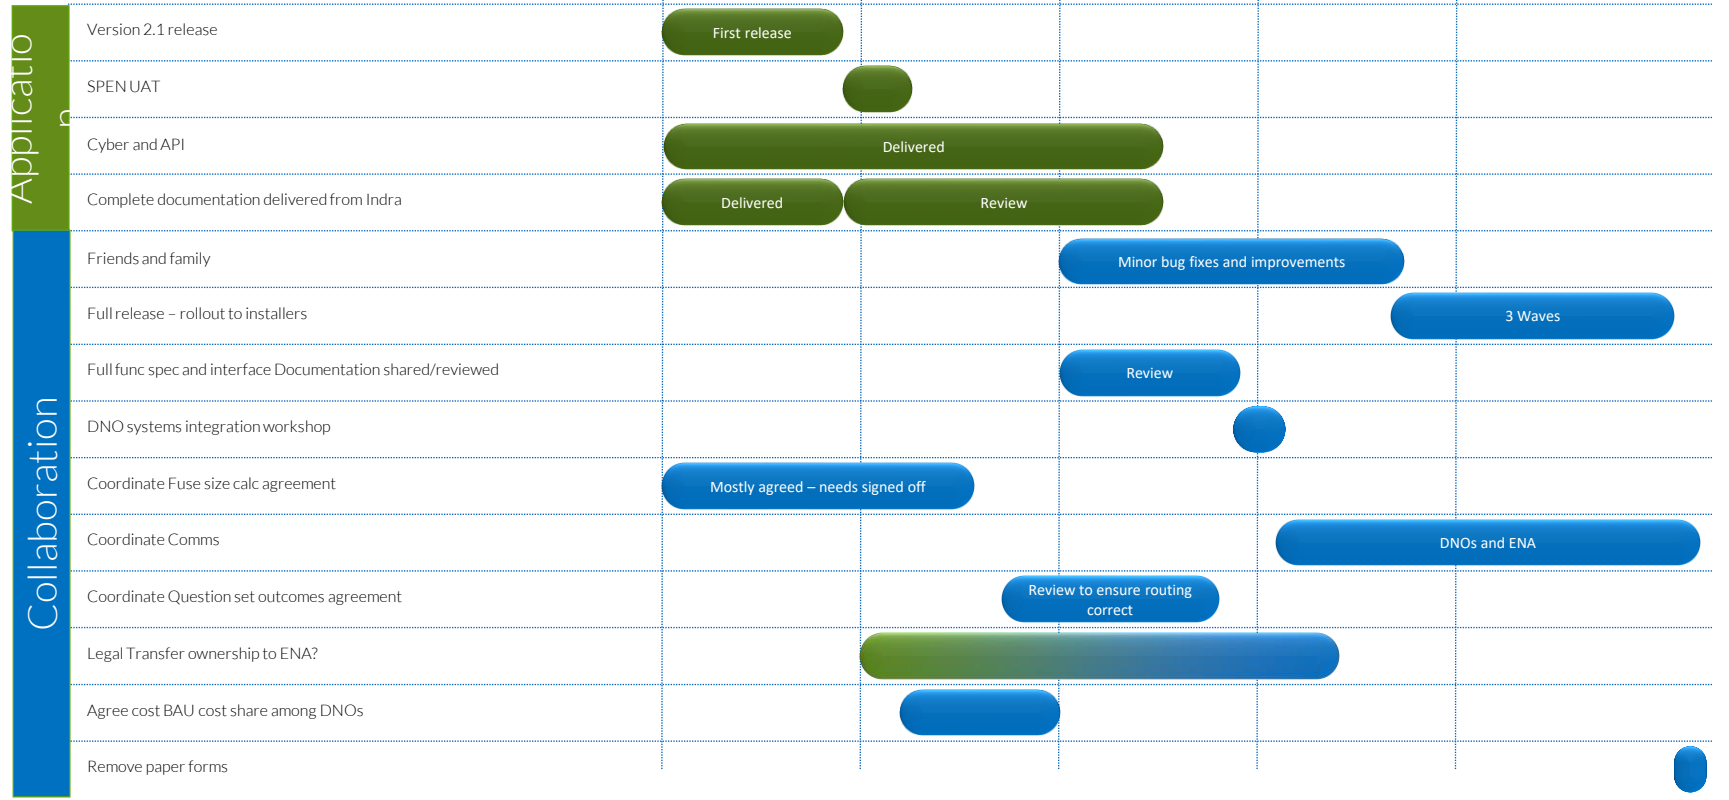 Applicatio
n
Version 2.1 release
First release
SPEN UAT
Cyber and API
Delivered
Complete documentation delivered from Indra
Delivered
Review
Collaboration
Friends and family
Minor bug fixes and improvements
Full release – rollout to installers
3 Waves
Full func spec and interface Documentation shared/reviewed
Review
DNO systems integration workshop
Coordinate Fuse size calc agreement
Mostly agreed – needs signed off
Coordinate Comms
DNOs and ENA
Coordinate Question set outcomes agreement
Review to ensure routing
correct
Legal Transfer ownership to ENA?
Agree cost BAU cost share among DNOs
Remove paper forms